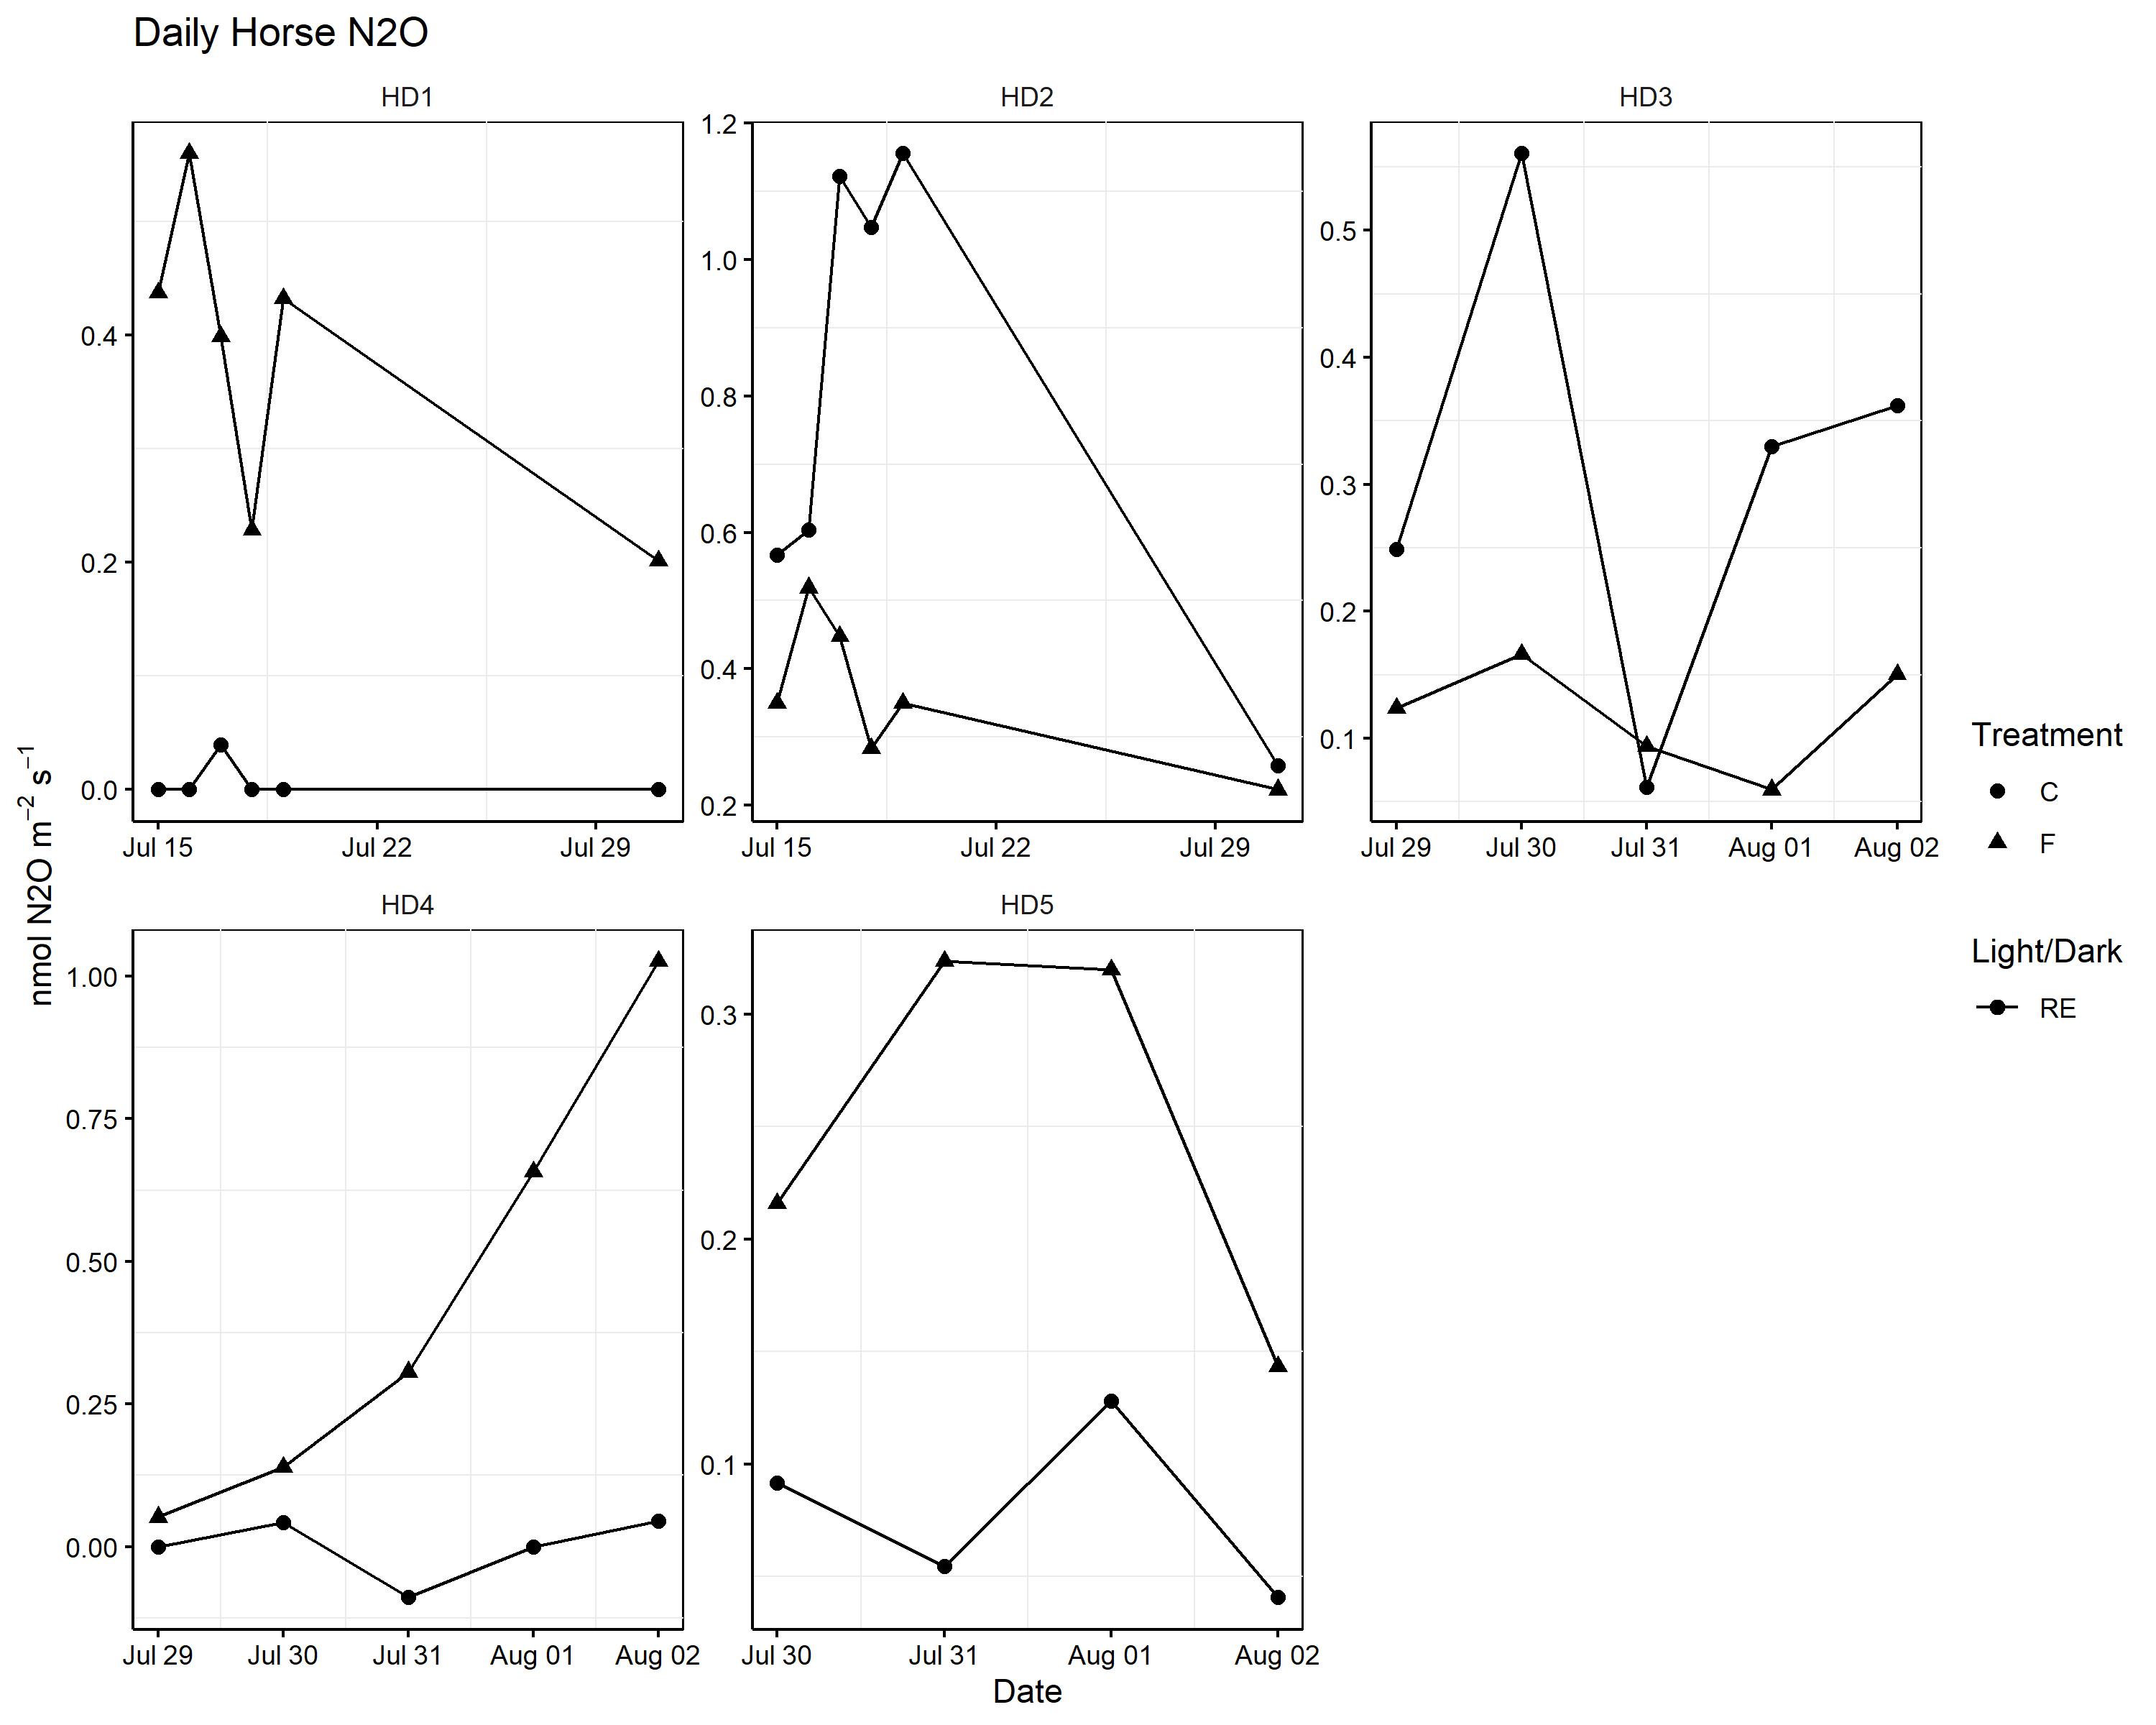 Daily Horse N2O
nmol N2O m−2 s−1
HD1
0.4
0.2
0.0
Jul 15 Jul 22 Jul 29
HD2
1.2
1.0
0.8
0.6
0.4
0.2
Jul 15 Jul 22 Jul 29
HD3
0.5
0.4
0.3
0.2
0.1
Jul 29 Jul 30 Jul 31 Aug 01 Aug 02
HD4
1.00
0.75
0.50
0.25
0.00
Jul 29 Jul 30 Jul 31 Aug 01 Aug 02
HD5
0.3
0.2
0.1
Jul 30 Jul 31 Aug 01 Aug 02
Date
Treatment
C
F
Light/Dark
RE